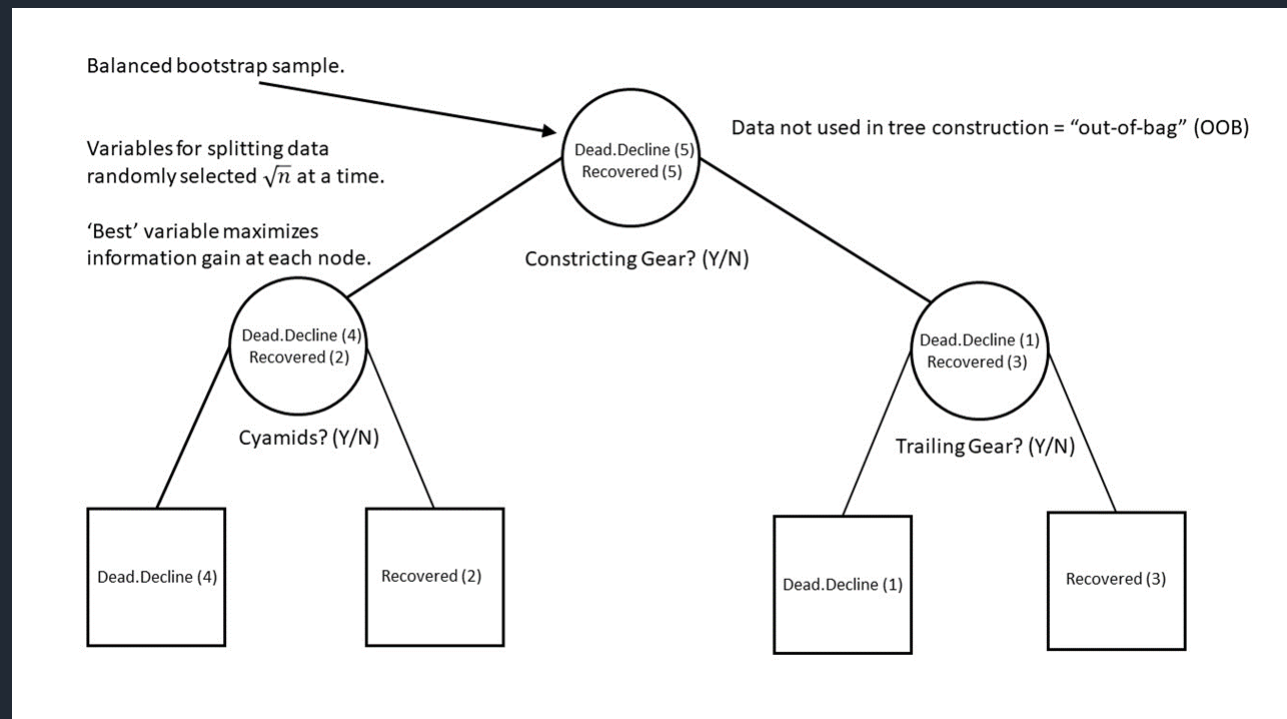 Balanced bootstrap sample.
Data not used in tree construction = “out-of-bag” (OOB)
Variables for splitting data
randomly selected √n at a time.
‘Best’ variable maximizes
information gain at each node.
Dead.Decline (5)
Recovered (5)
Constricting Gear? (Y/N)
Dead.Decline (4)
Recovered (2)
Cyamids? (Y/N)
Dead.Decline (1)
Recovered (3)
Trailing Gear? (Y/N)
Dead.Decline (4)
Recovered (2)
Dead.Decline (1)
Recovered (3)